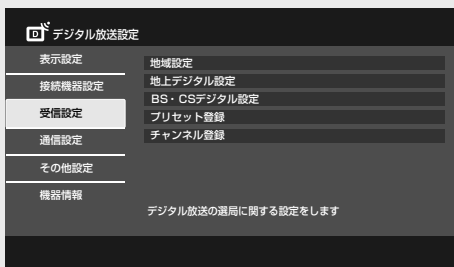 D デジタル放送設定
表示設定
接続機器設定
受信設定
通信設定
その他設定
機器情報
地域設定
地上デジタル設定
BS・CSデジタル設定
プリセット登録
チャンネル登録
デジタル放送の選局に関する設定をします